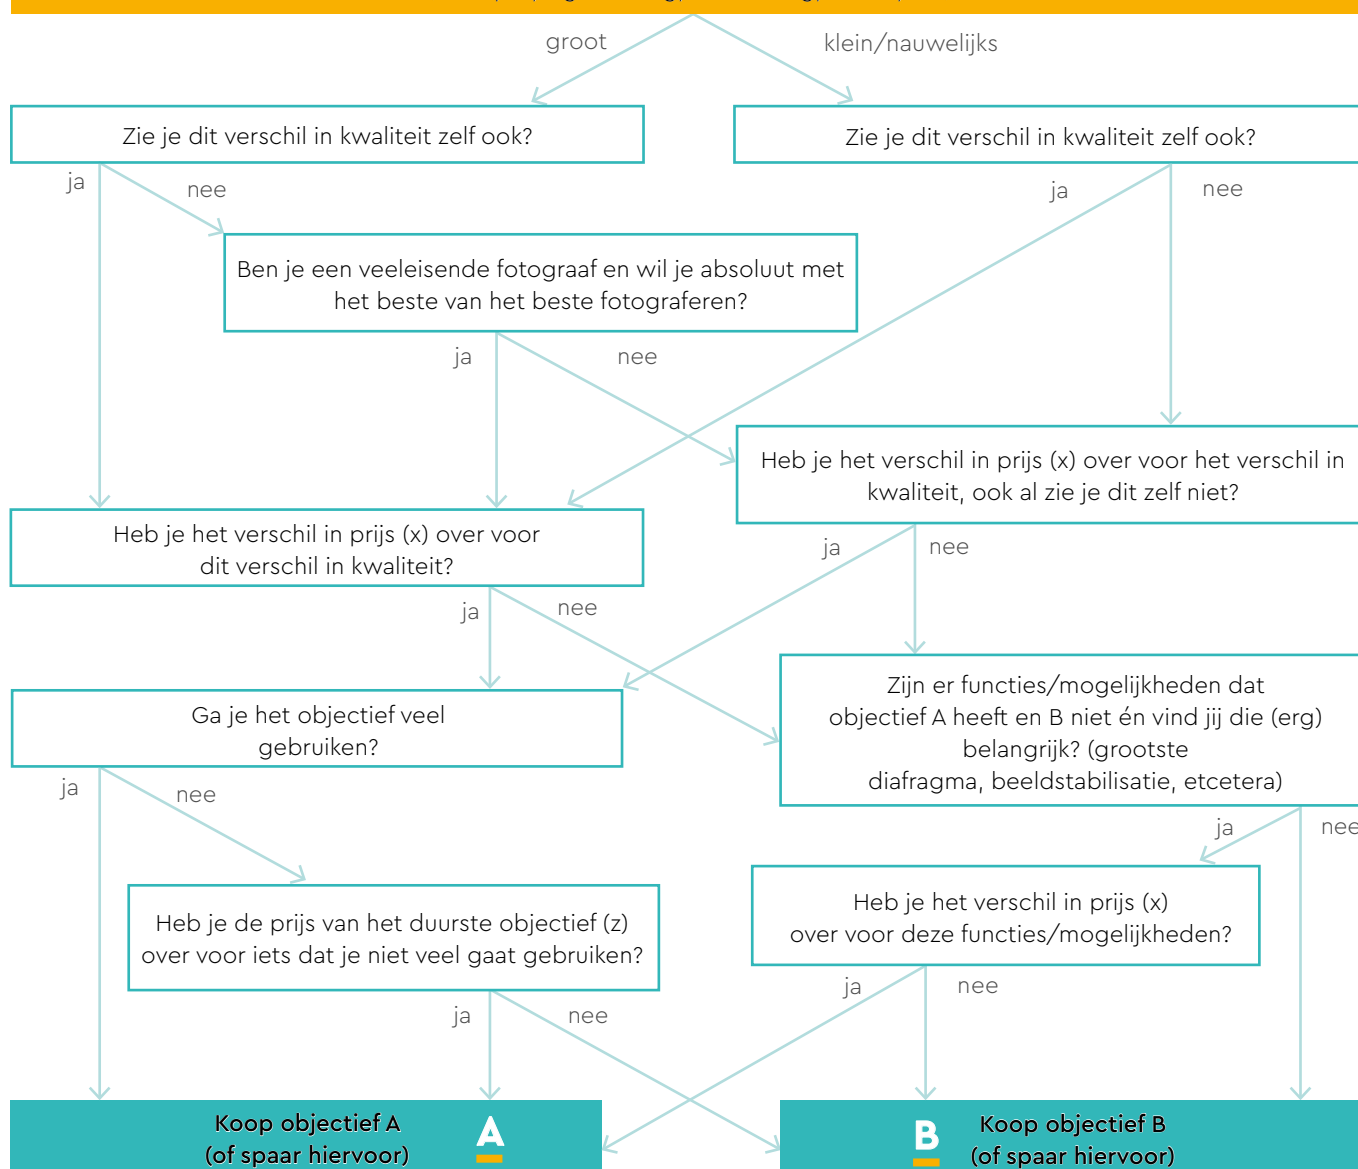 groot
klein/nauwelijks
Zie je dit verschil in kwaliteit zelf ook?
Zie je dit verschil in kwaliteit zelf ook?
ja
nee
ja
nee
Ben je een veeleisende fotograaf en wil je absoluut met
het beste van het beste fotograferen?
ja
nee
Heb je het verschil in prijs (x) over voor het verschil in
kwaliteit, ook al zie je dit zelf niet?
Heb je het verschil in prijs (x) over voor
dit verschil in kwaliteit?
ja
nee
ja
nee
Zijn er functies/mogelijkheden dat
objectief A heeft en B niet én vind jij die (erg)
belangrijk? (grootste
diafragma, beeldstabilisatie, etcetera)
Ga je het objectief veel
gebruiken?
ja
nee
ja
nee
Heb je het verschil in prijs (x)
over voor deze functies/mogelijkheden?
Heb je de prijs van het duurste objectief (z)
over voor iets dat je niet veel gaat gebruiken?
ja
nee
ja
nee
Koop objectief A
(of spaar hiervoor)
A
B
Koop objectief B
(of spaar hiervoor)